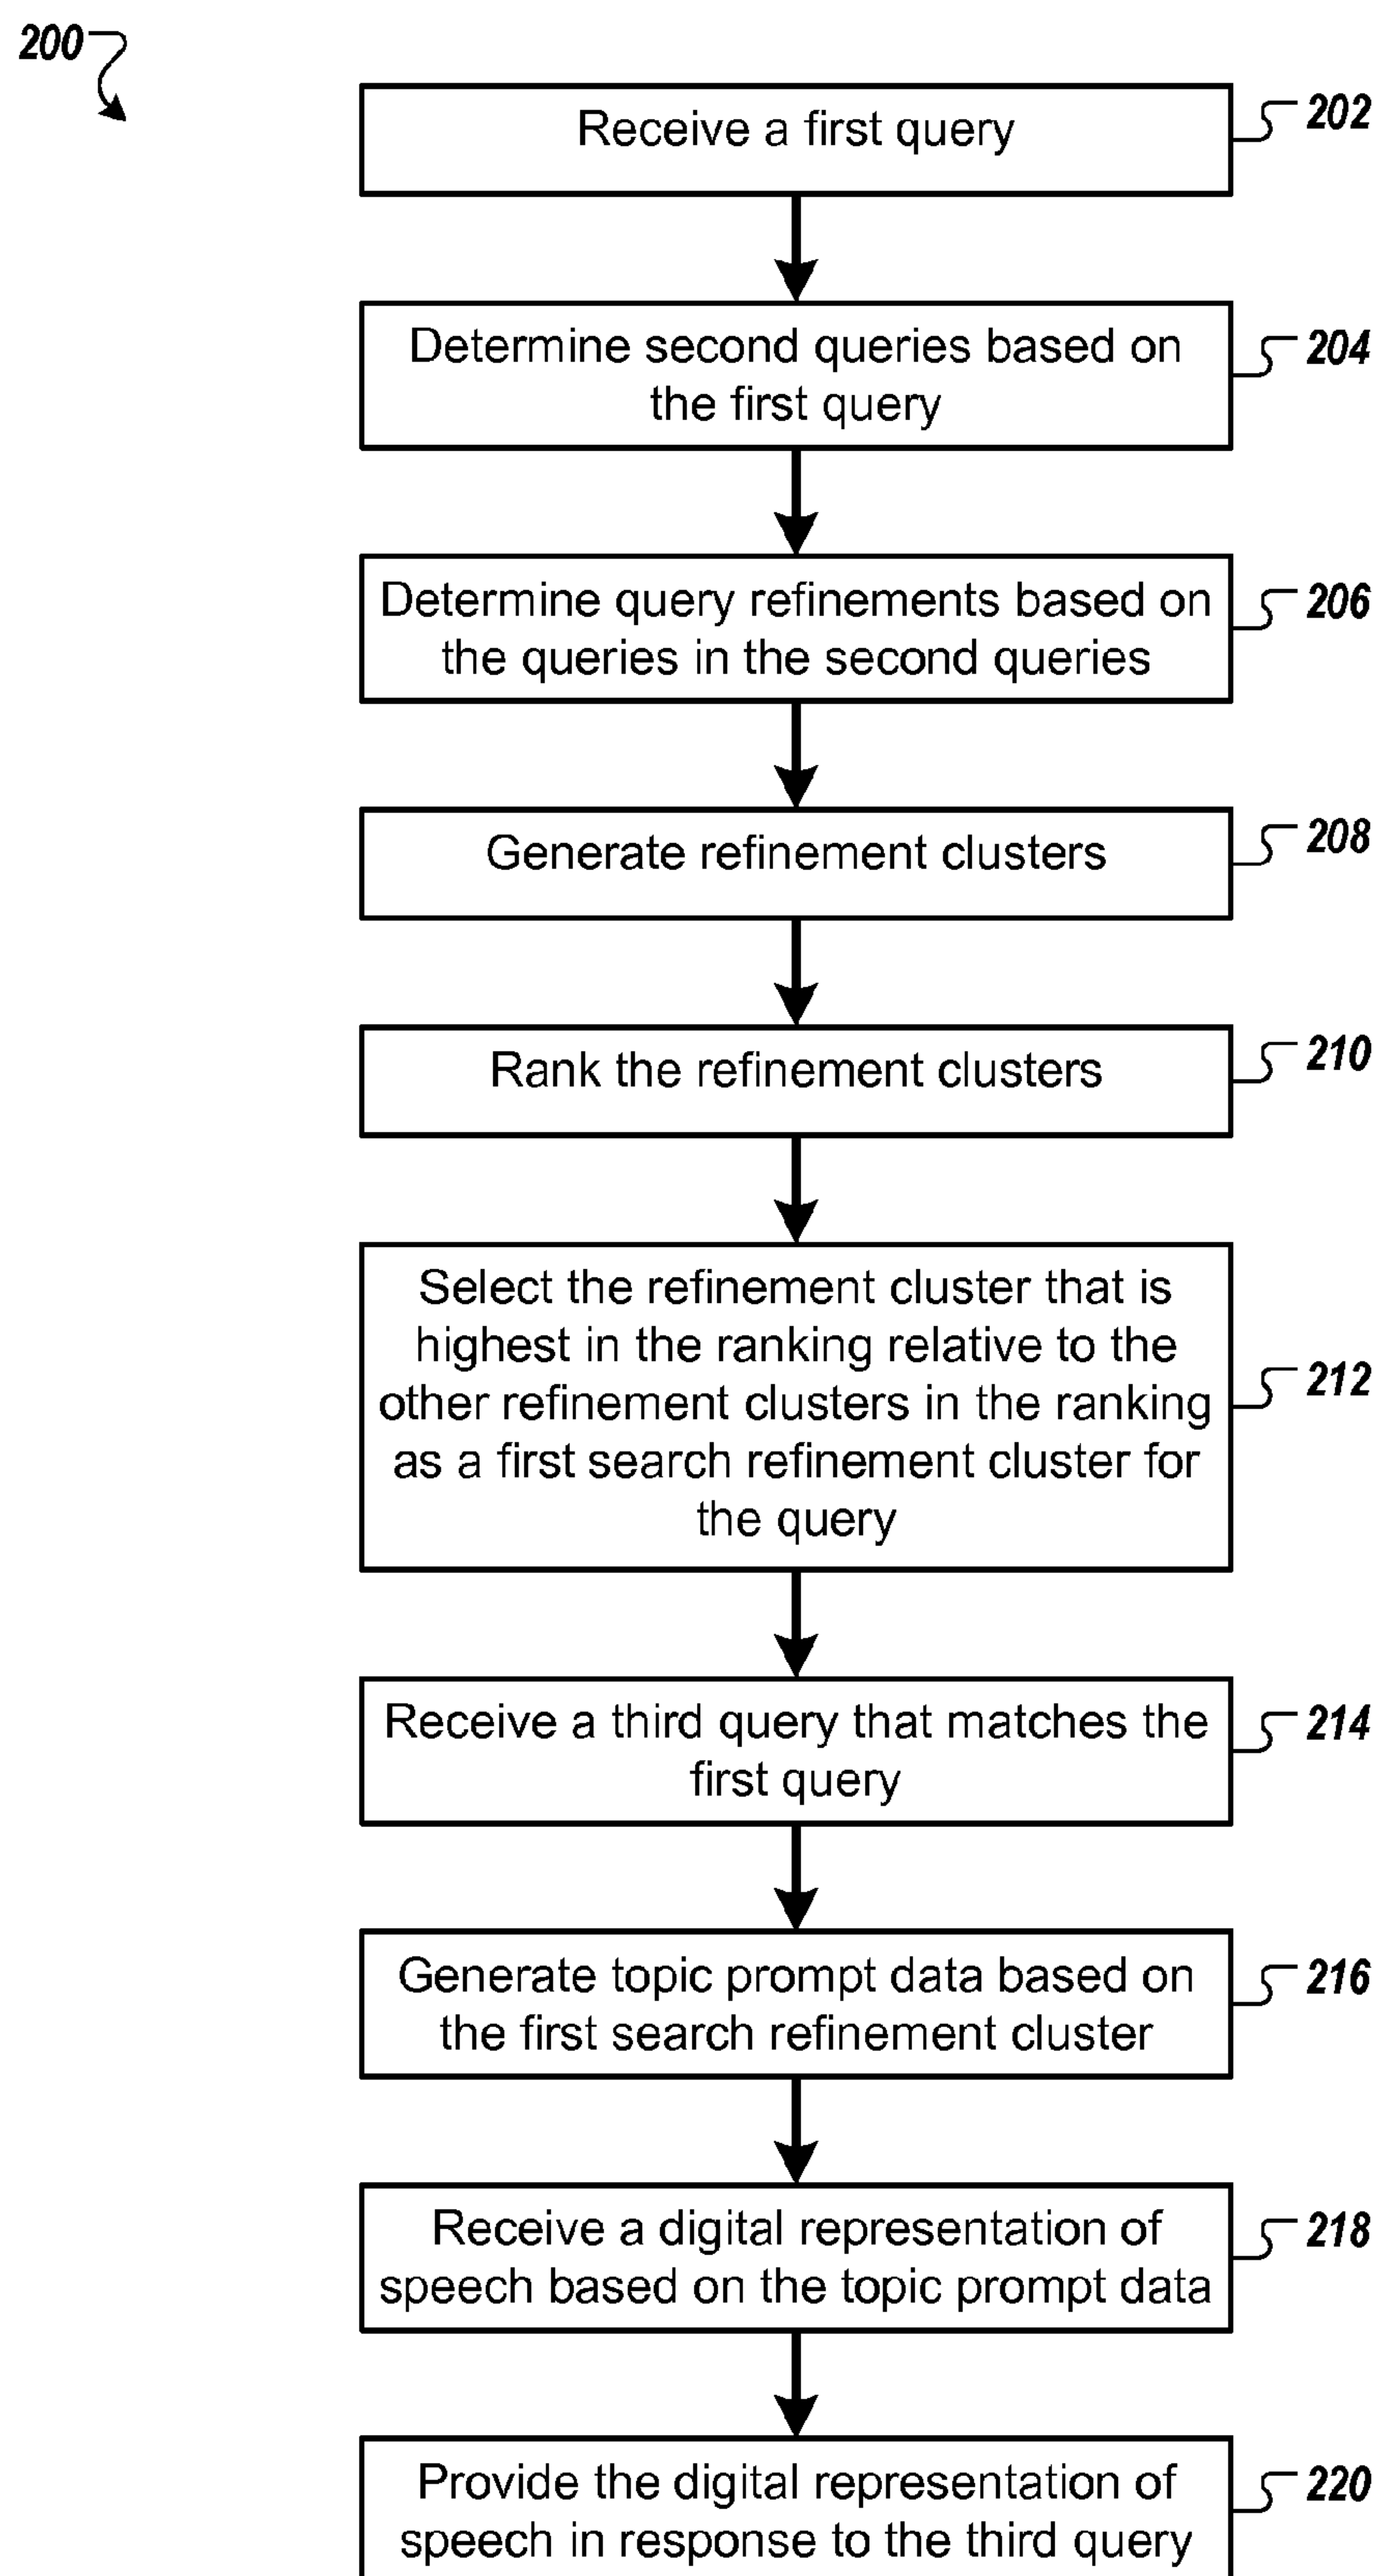 200
Receive a first query
202
Determine second queries based on
the first query
204
Determine query refinements based on
the queries in the second queries
206
Generate refinement clusters
208
Rank the refinement clusters
210
Select the refinement cluster that is
highest in the ranking relative to the
other refinement clusters in the ranking
as a first search refinement cluster for
the query
212
Receive a third query that matches the
first query
214
Generate topic prompt data based on
the first search refinement cluster
216
Receive a digital representation of
speech based on the topic prompt data
218
Provide the digital representation of
speech in response to the third query
220